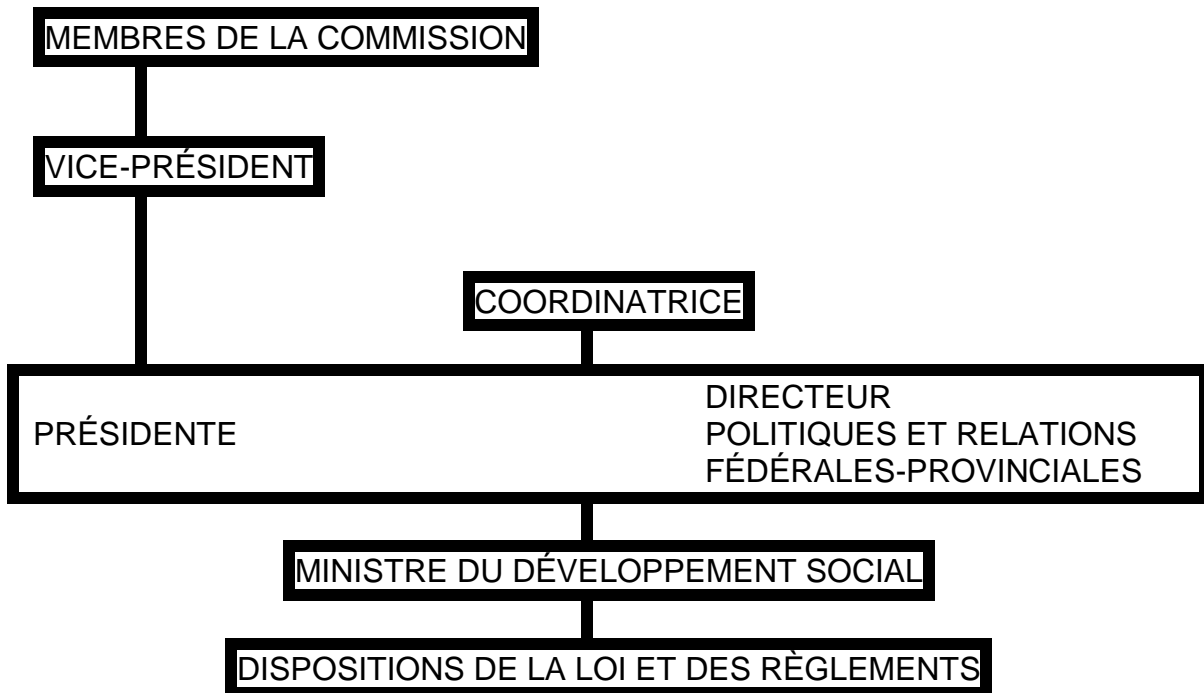 MEMBRES DE LA COMMISSION
VICE-PRÉSIDENT
COORDINATRICE
PRÉSIDENTE
DIRECTEUR
POLITIQUES ET RELATIONS
FÉDÉRALES-PROVINCIALES
MINISTRE DU DÉVELOPPEMENT SOCIAL
DISPOSITIONS DE LA LOI ET DES RÈGLEMENTS